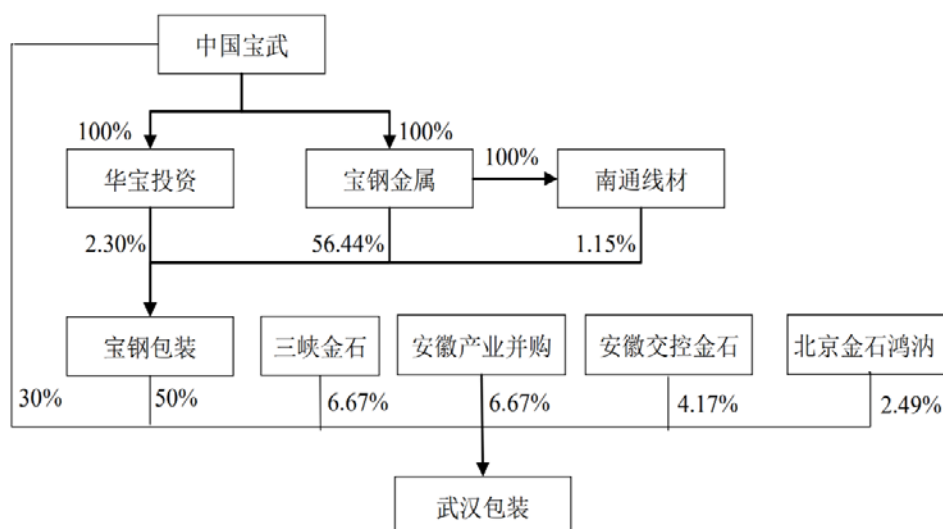 中国宝武
100%
100%
100%
华宝投资
宝钢金属
南通线材
2.30%
56.44%
1.15%
宝钢包装
三峡金石
安徽产业并购
安徽交控金石
北京金石鸿汭
30%
50%
6.67%
6.67%
4.17%
2.49%
武汉包装